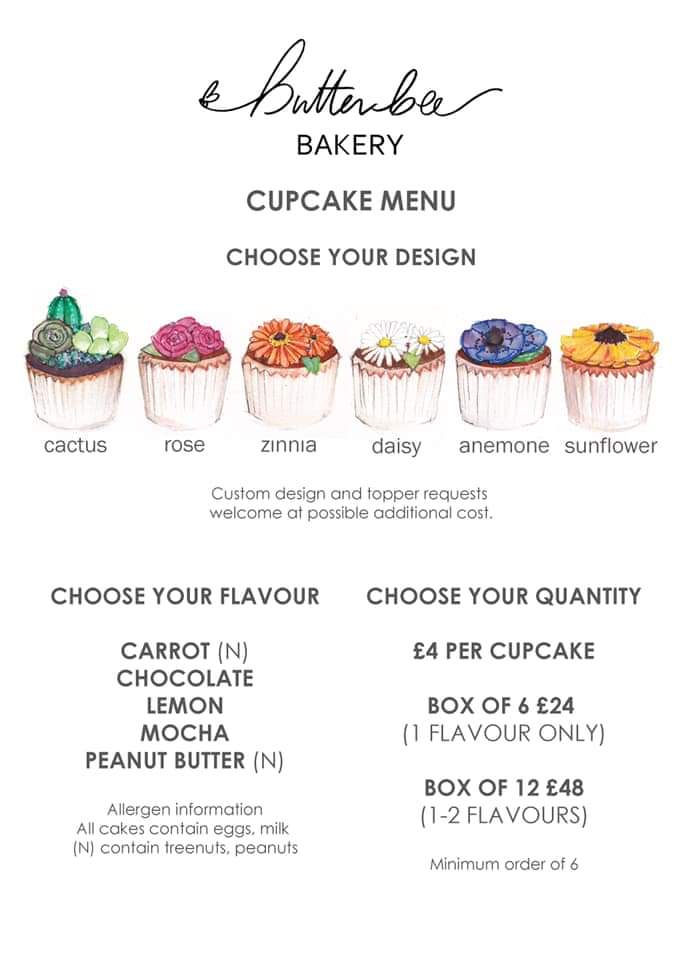 Butterbee
BAKERY
CUPCAKE MENU
CHOOSE YOUR DESIGN
cactus rose zinnia daisy anemone sunflower
Custom design and topper requests
welcome at possible additional cost.
CHOOSE YOUR FLAVOUR
CARROT (N)
CHOCOLATE
LEMON
MOCHA
PEANUT BUTTER (N)
Allergen information
All cakes contain eggs, milk
(N) contain treenuts, peanuts
CHOOSE YOUR QUANTITY
£4 PER CUPCAKE
BOX OF 6 £24
(1 FLAVOUR ONLY)
BOX OF 12 £48
(1-2 FLAVOURS)
Minimum order of 6